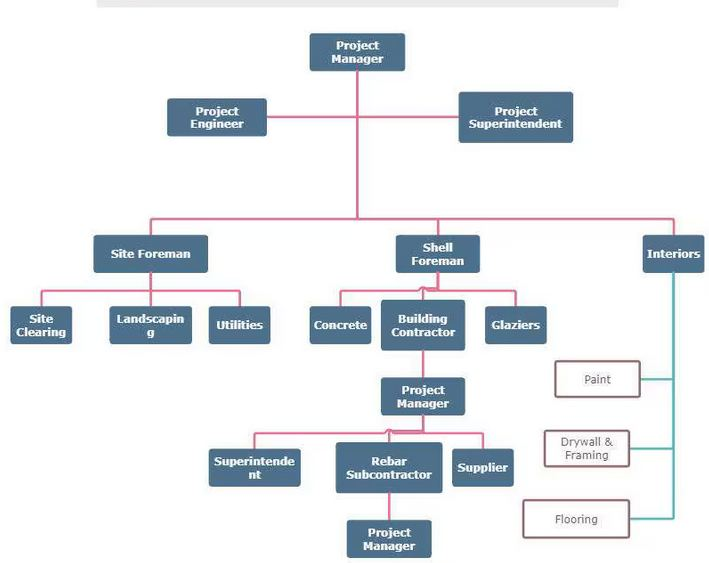 Project
Manager
Project
Engineer
Project
Superintendent
Site Foreman
Shell
Foreman
Interiors
Site
Clearing
Landscapin
g
Utilities
Concrete
Building
Contractor
Glaziers
Paint
Project
Manager
Drywall &
Framing
Superintende
nt
Rebar
Subcontractor
Supplier
Flooring
Project
Manager